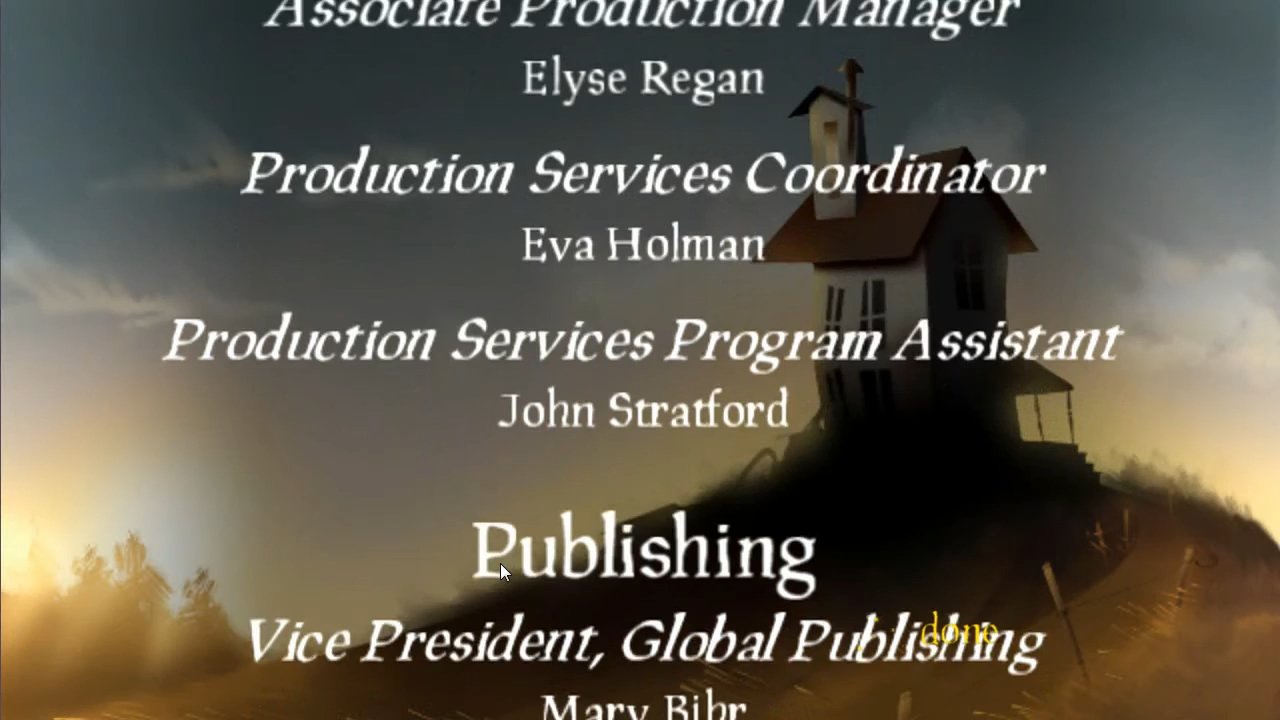 Associate Production Manager
Elyse Regan
Production Services Coordinator
Eva Holman
Production Services Program Assistant
John Stratford
Publishing
Vice President, Global Publishing
done
Mary Bihr